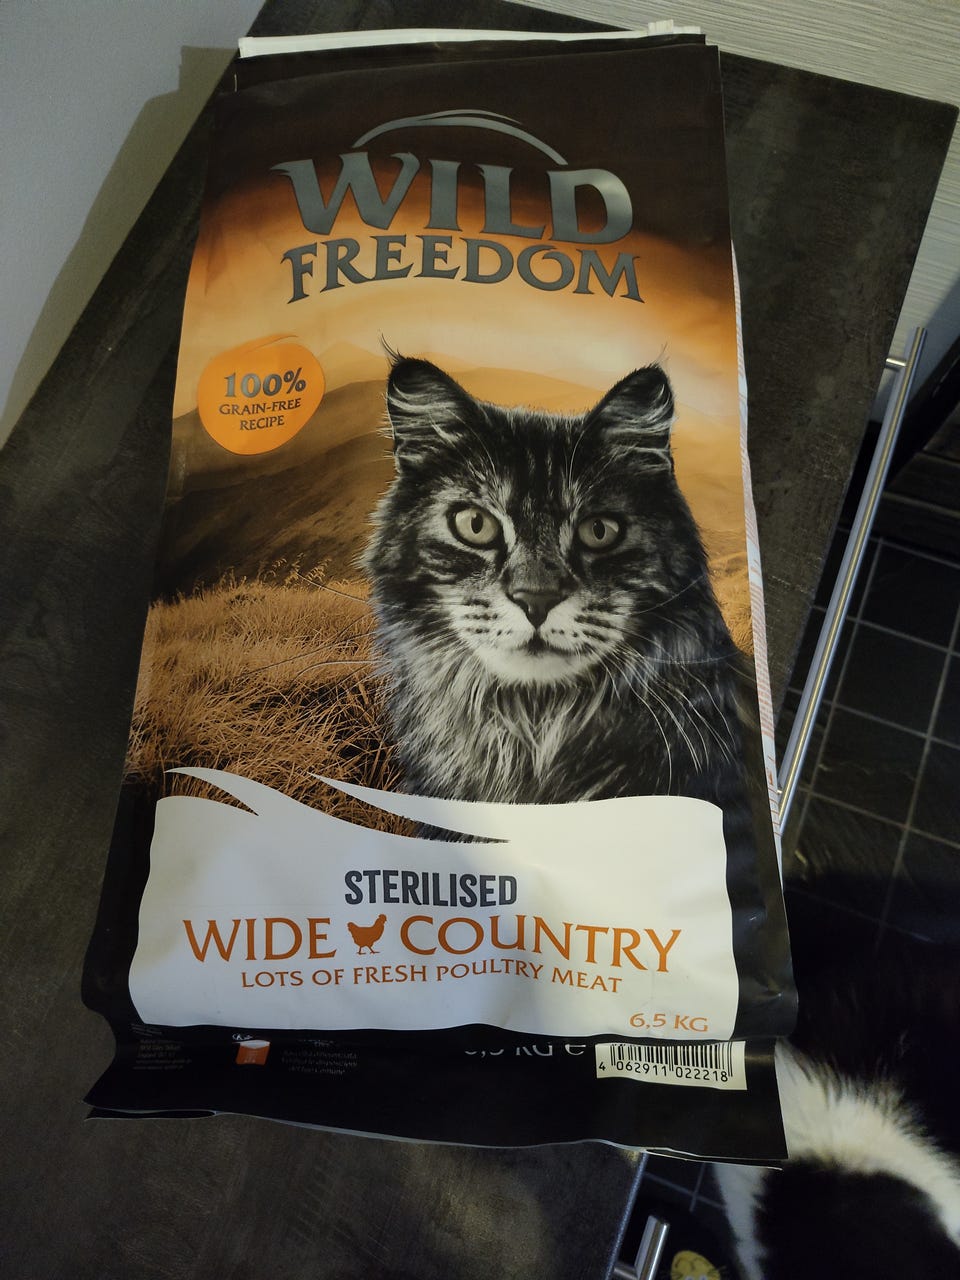 WILD
FREEDOM
100%
GRAIN-FREE
RECIPE
STERILISED
WIDE COUNTRY
LOTS OF FRESH POULTRY MEAT
6,5 KG
4 062911 022218